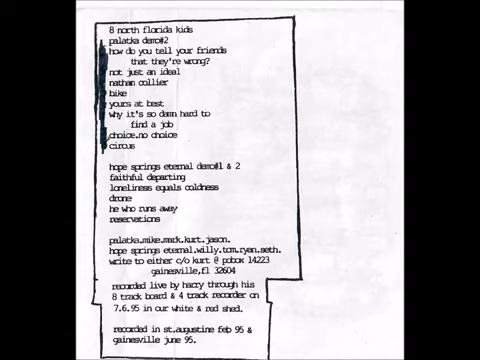 8 north florida kids
palatka demo#2
how do you tell your friends
that they're wrong?
not just an ideal
nathan collier
bike
yours at best
why it's so damn hard to
find a job
choice.no choice
circus
hope springs eternal demo#1 & 2
faithful departing
loneliness equals coldness
drone
he who runs away
reservations
palatka.mike.mark.kurt.jason.
hope springs eternal.willy.tom.ryan.seth.
write to either c/o kurt @ pobox 14223
gainesville,fl 32604
recorded live by harry through his
8 track board & 4 track recorder on
7.6.95 in our white & red shed.
recorded in st.augustine feb 95 &
gainesville june 95.